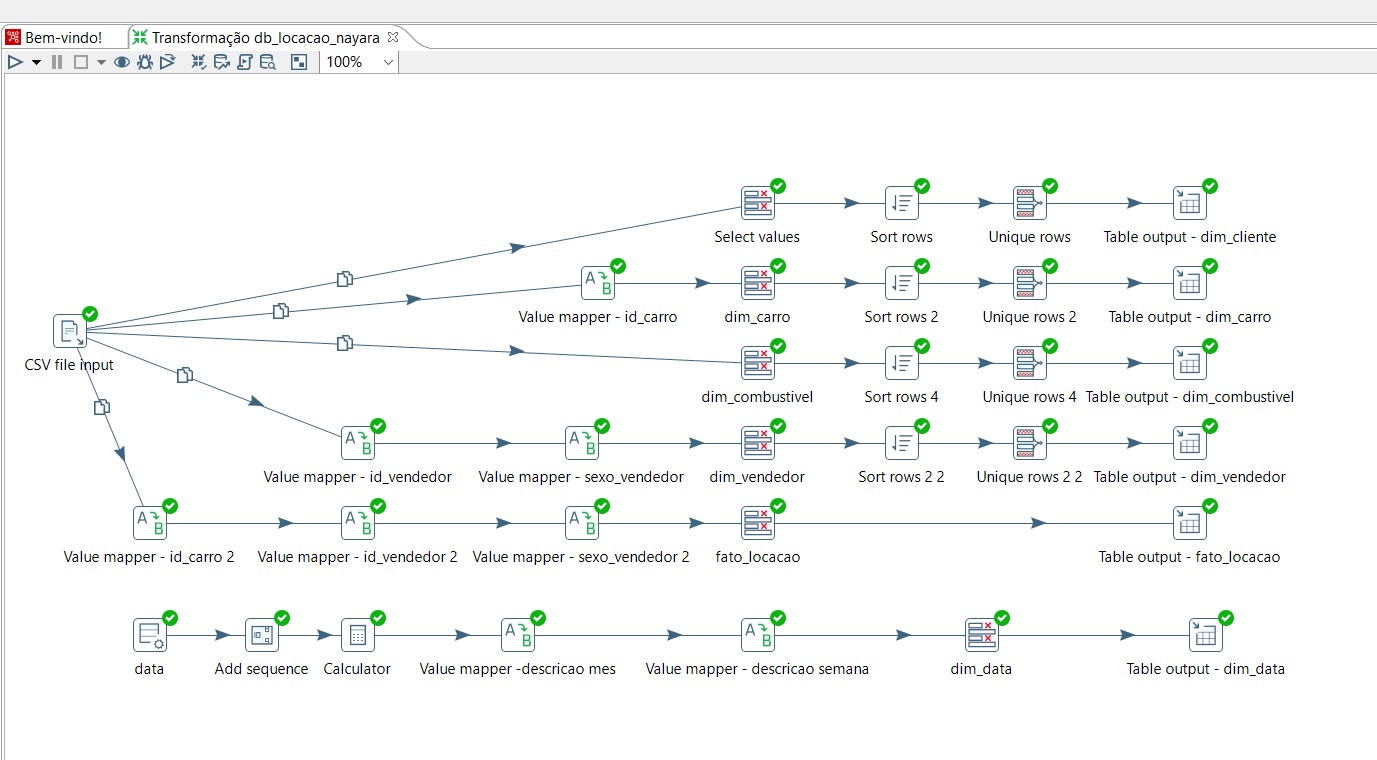 Bem-vindo!
Transformação db_locacao_nayara
100%
Select values
Sort rows
Unique rows
Table output - dim_cliente
Value mapper - id_carro
dim_carro
Sort rows 2
Unique rows 2
Table output - dim_carro
CSV file input
dim_combustivel
Sort rows 4
Unique rows 4
Table output - dim_combustivel
Value mapper - id_vendedor
Value mapper - sexo_vendedor
dim_vendedor
Sort rows 2 2
Unique rows 2 2
Table output - dim_vendedor
Value mapper - id_carro 2
Value mapper - id_vendedor 2
Value mapper - sexo_vendedor 2
fato_locacao
Table output - fato_locacao
data
Add sequence
Calculator
Value mapper -descricao mes
Value mapper - descricao semana
dim_data
Table output - dim_data